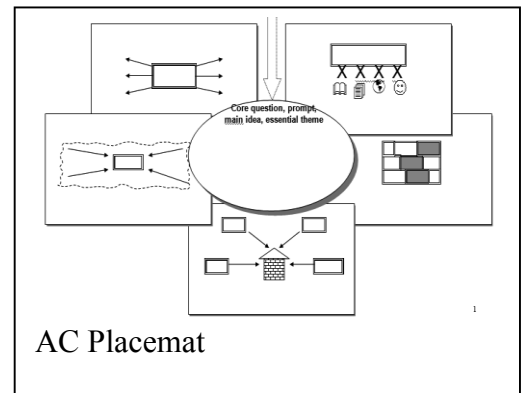 Core question, prompt,
main idea, essential theme
1
AC Placemat